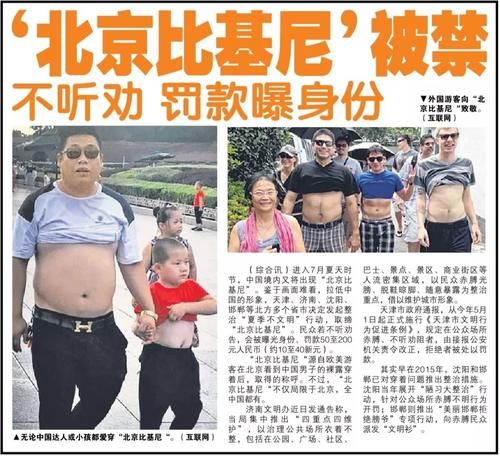 ‘北京比基尼’被禁
不听劝 罚款曝身份
▼外国游客向“北
京比基尼“致敬。
（互联网）
（综合讯）进入7月夏天时
节，中国境内又将出现“北京比
基尼”。鉴于画面难看，拉低中
国的形象，天津、济南、沈阳、
邯郸等北方多个省市决定发起整
治“夏季不文明”行动，取缔
“北京比基尼”。民众若不听劝
告，会被曝光身份、罚款50至200
元人民币（约10至40新元）。
“北京比基尼“源自欧美游
客在北京看到中国男子的裸露穿
着后，取得的称呼。不过，“北
京比基尼”不仅局限于北京，全
中国都有。
济南文明办近日发通告称，
当局集中推出“四重点四维
护”，以治理公共场所衣着不
整，包括在公园、广场、社区、
巴士、景点、景区、商业街区等
人流密集区域，以民众赤膊光
膀、脱鞋晾脚、随意暴露为整治
重点，借以维护城市形象。
天津市政府通报，从今年5月
1日起正式施行《天津市文明行
为促进条例》，规定在公众场所
赤膊、不听劝阻者，由接报公安
机关责令改正，拒绝者被处以罚
款。
其实早在2015年，沈阳和邯
郸已对穿着问题推出整治措施。
沈阳当年展开“陋习大整治”行
动，针对公众场所赤膊不明行为
开罚；邯郸则推出“美丽邯郸拒
绝膀爷”专项行动，向赤膊民众
派发“文明衫”。
▲无论中国达人或小孩都爱穿“北京比基尼“。（互联网）